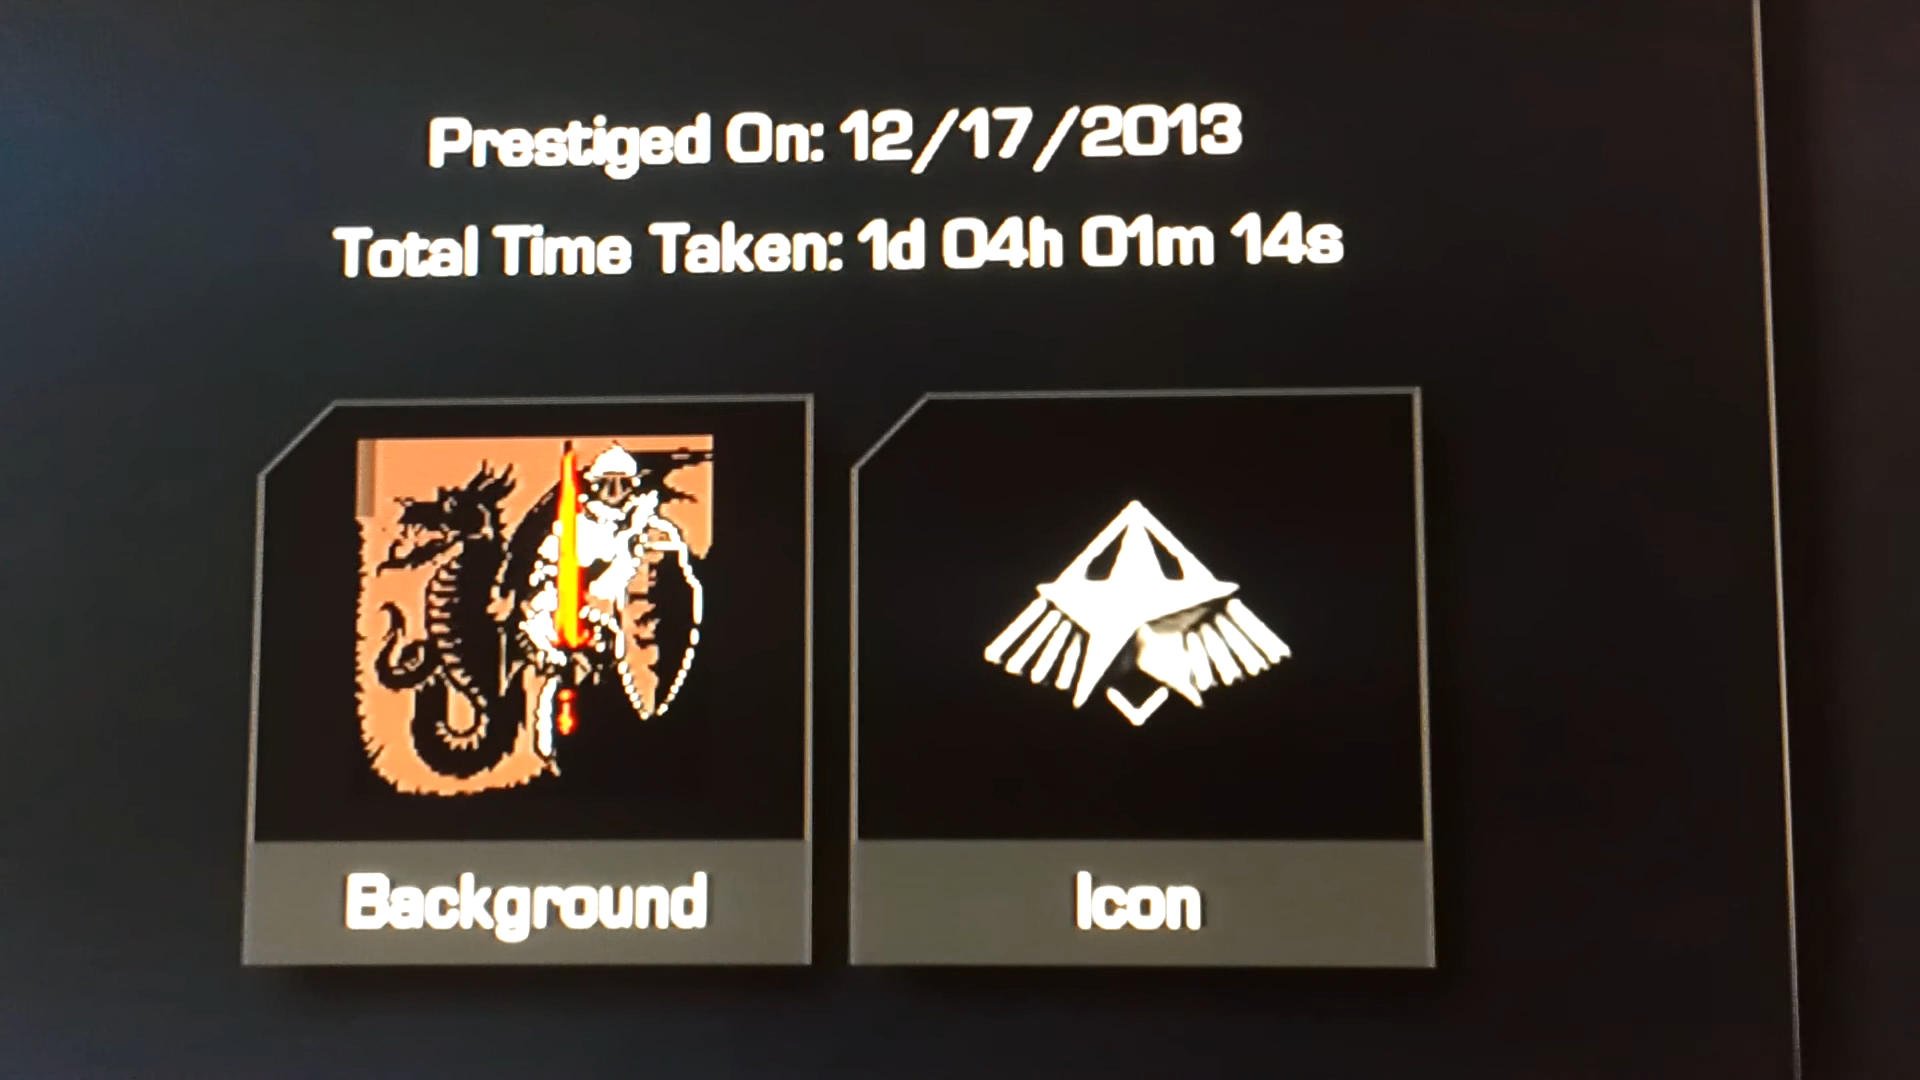 Prestiged On: 12/17/2013
Total Time Taken: 1d 04h 01m 14s
Background
Icon